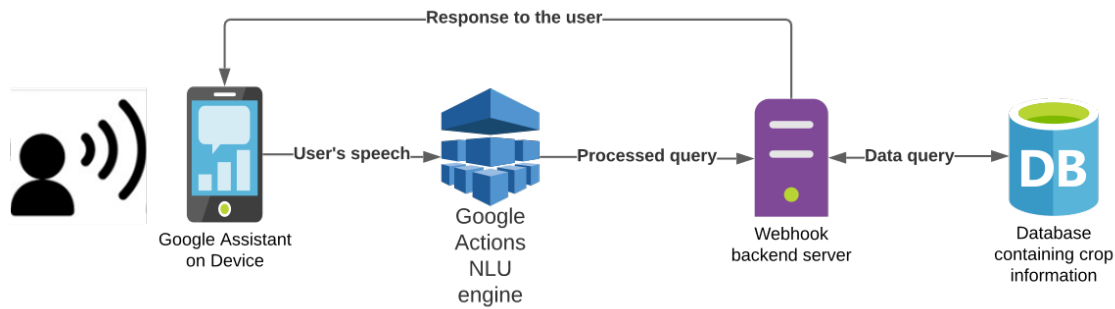 Response to the user
User's speech
Processed query
Data query
DB
Google Assistant
on Device
Google
Actions
NLU
engine
Webhook
backend server
Database
containing crop
information